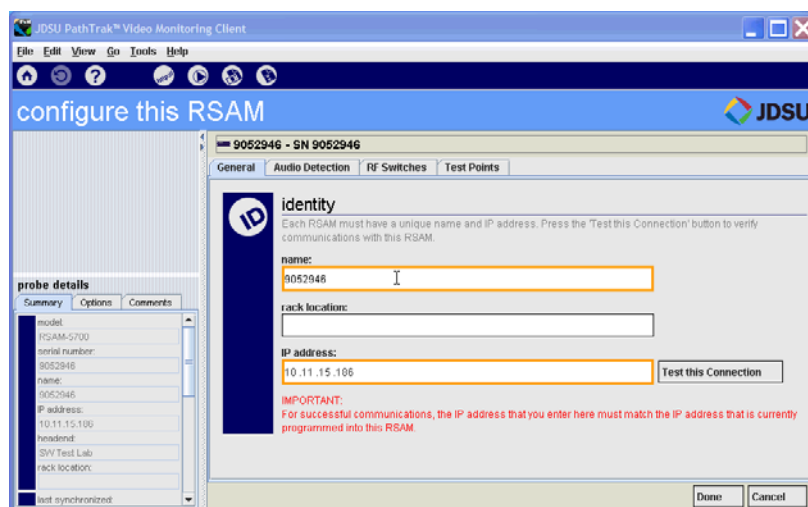 JDSU PathTrak™ Video Monitoring Client
File Edit View Go Tools Help
configure this RSAM
JDSU
9052946 - SN 9052946
General Audio Detection RF Switches Test Points
ID
identity
Each RSAM must have a unique name and IP address. Press the 'Test this Connection' button to verify
communications with this RSAM.
name:
9052946
rack location:
IP address:
10 .11 .15 .186
Test this Connection
IMPORTANT:
For successful communications, the IP address that you enter here must match the IP address that is currently
programmed into this RSAM.
probe details
Summary Options Comments
model:
RSAM-5700
serial number:
9052946
name:
9052946
IP address:
10.11.15.186
headend:
SW Test Lab
rack location:
last synchronized:
Done Cancel